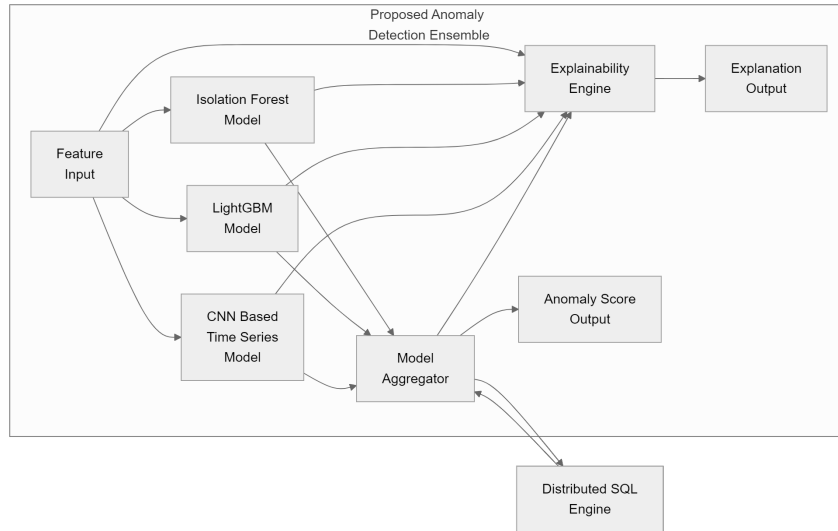 Proposed Anomaly
Detection Ensemble
Explainability
Engine
Explanation
Output
Isolation Forest
Model
Feature
Input
LightGBM
Model
CNN Based
Time Series
Model
Anomaly Score
Output
Model
Aggregator
Distributed SQL
Engine